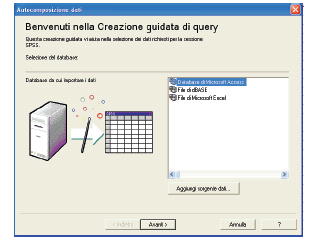 Autocomposizione dati
Benvenuti nella Creazione guidata di query
Questa creazione guidata vi aiuta nella selezione dei dati richiesti per la sessione
SPSS.
Selezione del database:
Database da cui importare i dati
Database di Microsoft Access
File di dBASE
File di Microsoft Excel
Aggiungi sorgente dati...
< Indietro
Avanti >
Annulla
?